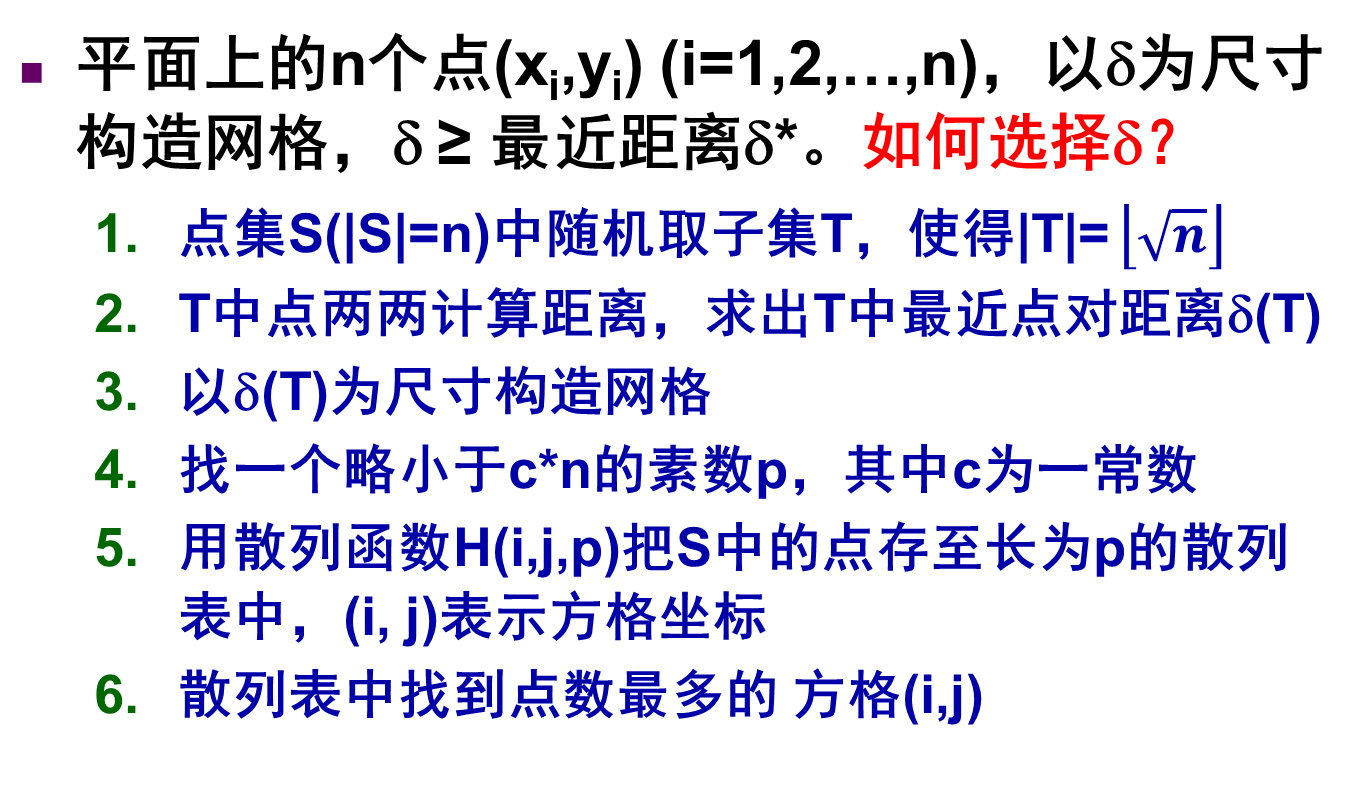 ▪ 平面上的n个点(xᵢ,yᵢ) (i=1,2,…,n)，以δ为尺寸
构造网格，δ ≥ 最近距离δ*。如何选择δ？
1. 点集S(|S|=n)中随机取子集T，使得|T|=⌊√n⌋
2. T中点两两计算距离，求出T中最近点对距离δ(T)
3. 以δ(T)为尺寸构造网格
4. 找一个略小于c*n的素数p，其中c为一常数
5. 用散列函数H(i,j,p)把S中的点存至长为p的散列
表中，(i, j)表示方格坐标
6. 散列表中找到点数最多的 方格(i,j)